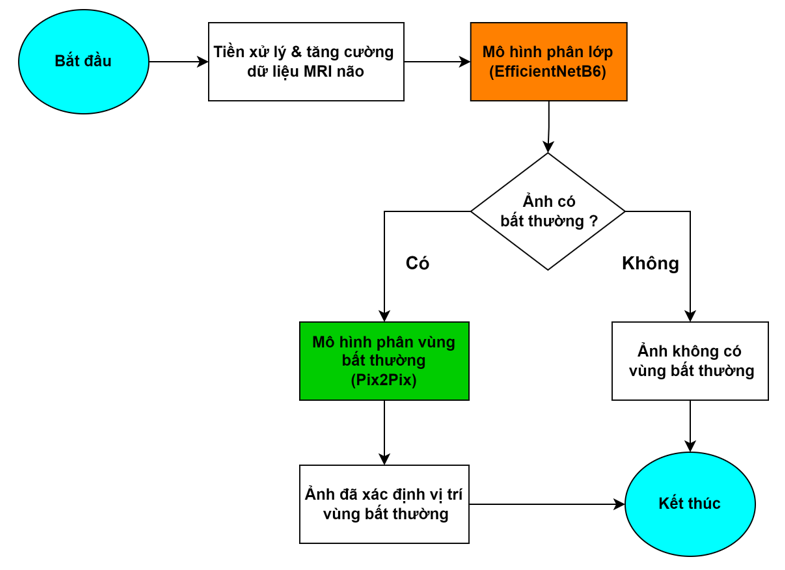 Bắt đầu
Tiền xử lý & tăng cường
dữ liệu MRI não
Mô hình phân lớp
(EfficientNetB6)
Ảnh có
bất thường ?
Có
Không
Mô hình phân vùng
bất thường
(Pix2Pix)
Ảnh không có
vùng bất thường
Ảnh đã xác định vị trí
vùng bất thường
Kết thúc